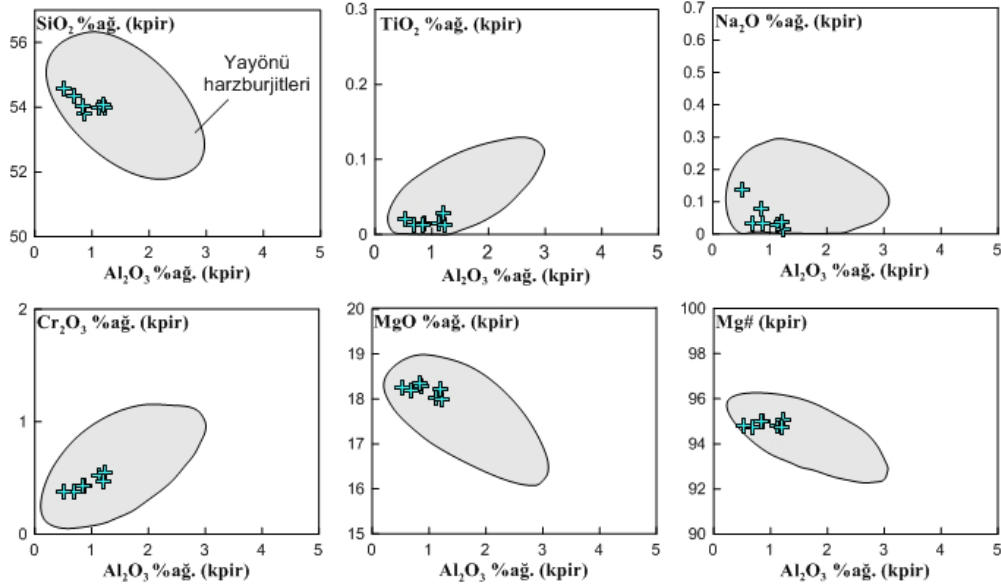 SiO₂ %ağ. (kpir)
56
54
52
50
Yayönü
harzburjitleri
0 1 2 3 4 5
Al₂O₃ %ağ. (kpir)
TiO₂ %ağ. (kpir)
0.3
0.2
0.1
0
0 1 2 3 4 5
Al₂O₃ %ağ. (kpir)
Na₂O %ağ. (kpir)
0.7
0.6
0.5
0.4
0.3
0.2
0.1
0
0 1 2 3 4 5
Al₂O₃ %ağ. (kpir)
Cr₂O₃ %ağ. (kpir)
2
1
0
0 1 2 3 4 5
Al₂O₃ %ağ. (kpir)
MgO %ağ. (kpir)
20
19
18
17
16
15
0 1 2 3 4 5
Al₂O₃ %ağ. (kpir)
Mg# (kpir)
100
98
96
94
92
90
0 1 2 3 4 5
Al₂O₃ %ağ. (kpir)